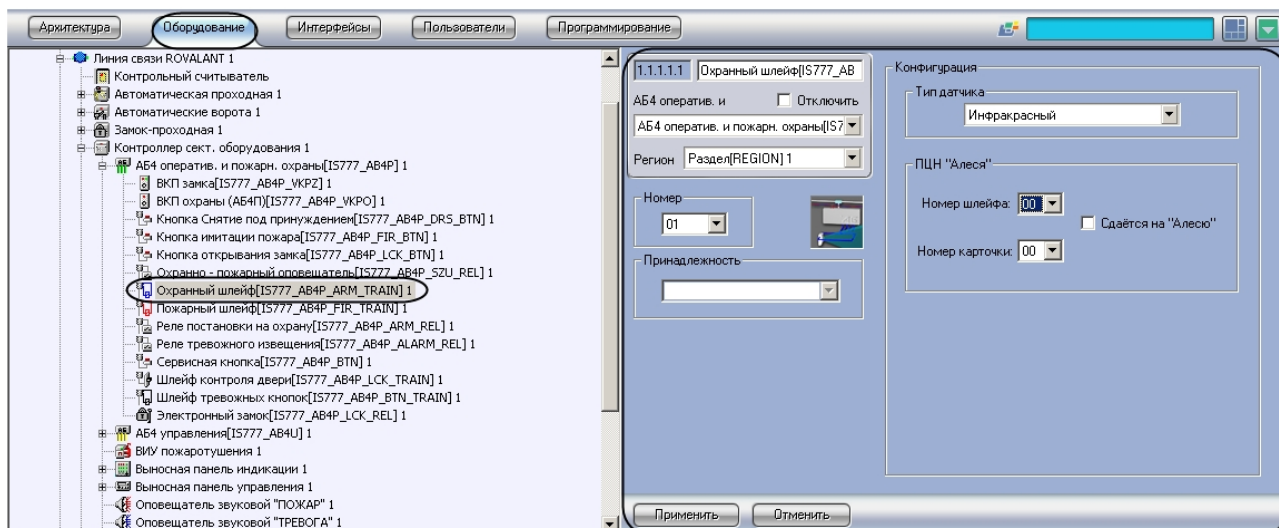 Архитектура
Оборудование
Интерфейсы
Пользователи
Программирование
Линия связи ROVALANT 1
Контрольный считыватель
Автоматическая проходная 1
Автоматические ворота 1
Замок-проходная 1
Контроллер сект. оборудования 1
АБ4 оператив. и пожарн. охраны[IS777_AB4P] 1
ВКП замка[IS777_AB4P_VKPZ] 1
ВКП охраны (АБ4П)[IS777_AB4P_VKPO] 1
Кнопка Снятие под принуждением[IS777_AB4P_DRS_BTN] 1
Кнопка имитации пожара[IS777_AB4P_FIR_BTN] 1
Кнопка открывания замка[IS777_AB4P_LCK_BTN] 1
Охранно - пожарный оповещатель[IS777_AB4P_SZU_REL] 1
Охранный шлейф[IS777_AB4P_ARM_TRAIN] 1
Пожарный шлейф[IS777_AB4P_FIR_TRAIN] 1
Реле постановки на охрану[IS777_AB4P_ARM_REL] 1
Реле тревожного извещения[IS777_AB4P_ALARM_REL] 1
Сервисная кнопка[IS777_AB4P_BTN] 1
Шлейф контроля двери[IS777_AB4P_LCK_TRAIN] 1
Шлейф тревожных кнопок[IS777_AB4P_BTN_TRAIN] 1
Электронный замок[IS777_AB4P_LCK_REL] 1
АБ4 управления[IS777_AB4U] 1
ВИУ пожаротушения 1
Выносная панель индикации 1
Выносная панель управления 1
Оповещатель звуковой "ПОЖАР" 1
Оповещатель звуковой "ТРЕВОГА" 1
1.1.1.1.1 Охранный шлейф[IS777_AB
АБ4 оператив. и Отключить
АБ4 оператив. и пожарн. охраны[IS7
Регион Раздел[REGION] 1
Номер
01
Принадлежность
Конфигурация
Тип датчика
Инфракрасный
ПЦН "Алеся"
Номер шлейфа: 00
Сдаётся на "Алесю"
Номер карточки: 00
Применить
Отменить